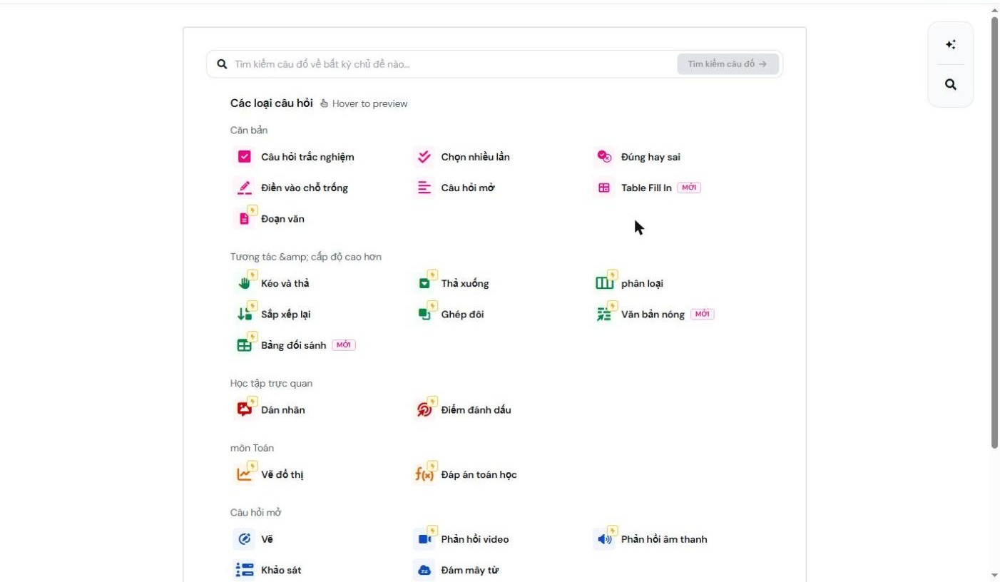 Tìm kiếm câu đố về bất kỳ chủ đề nào...
Tìm kiếm câu đố →
Các loại câu hỏi Hover to preview
Căn bản
Câu hỏi trắc nghiệm Chọn nhiều lần Đúng hay sai
Điền vào chỗ trống Câu hỏi mở Table Fill In MỚI
Đoạn văn
Tương tác &amp; cấp độ cao hơn
Kéo và thả Thả xuống phân loại
Sắp xếp lại Ghép đôi Văn bản nóng MỚI
Bảng đối sánh MỚI
Học tập trực quan
Dán nhãn Điểm đánh dấu
môn Toán
Vẽ đồ thị f(x) Đáp án toán học
Câu hỏi mở
Vẽ Phản hồi video Phản hồi âm thanh
Khảo sát Đám mây từ